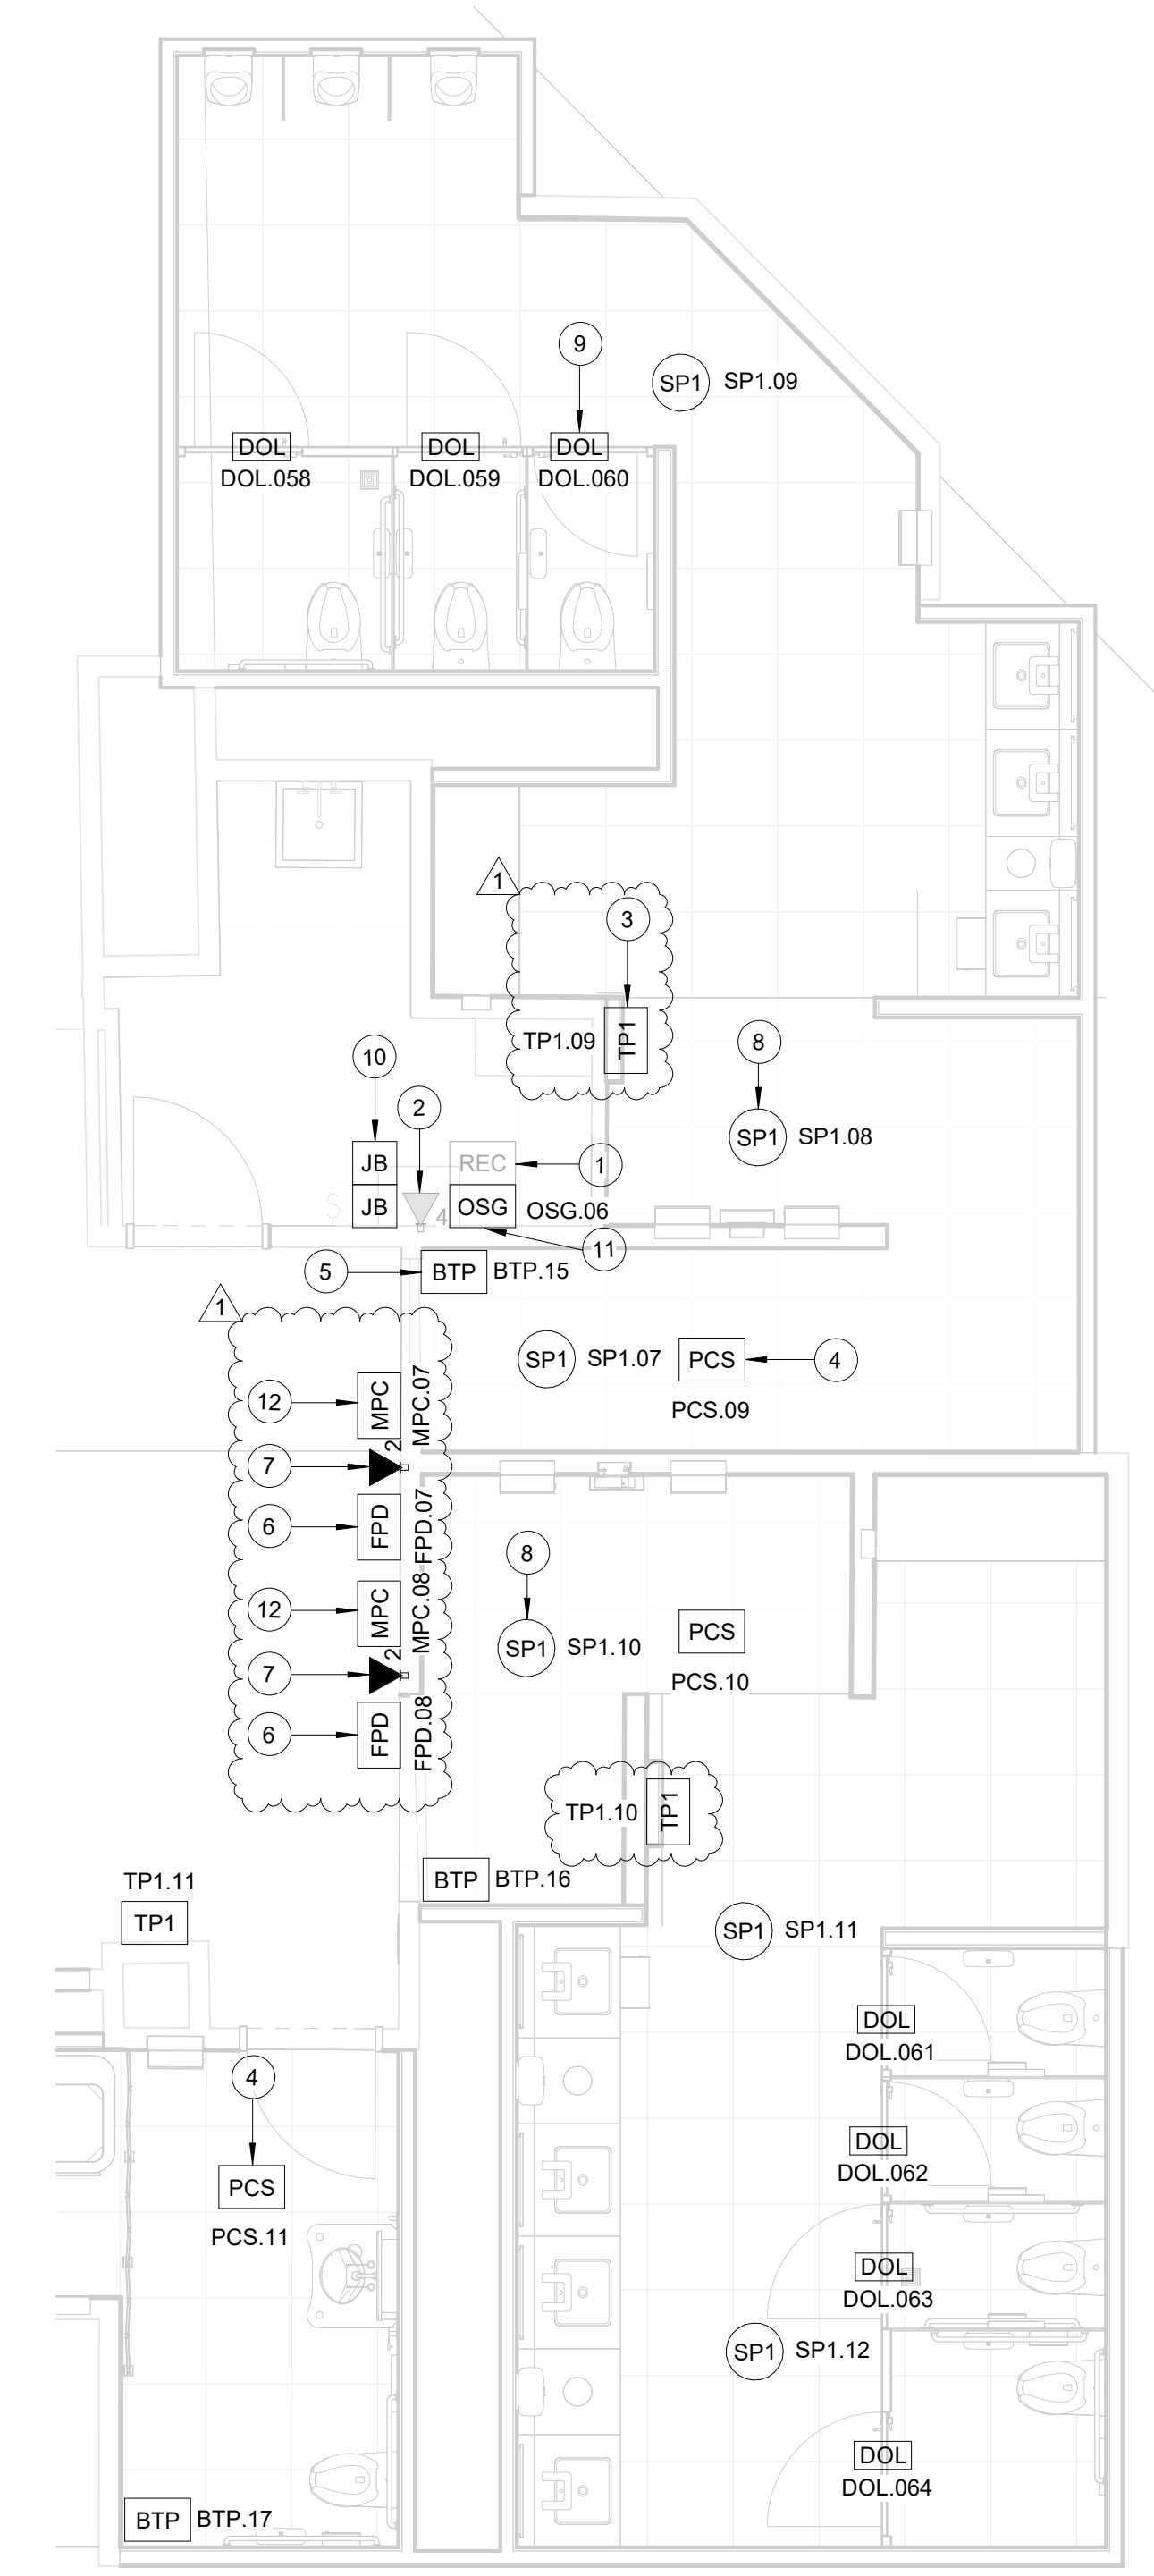 9
SP1 SP1.09
DOL DOL DOL
DOL.058 DOL.059 DOL.060
1
3
TP1.09 TP1
8
10
2
SP1 SP1.08
JB REC 1
JB 4 OSG OSG.06
S
11
5 BTP BTP.15
1
SP1 SP1.07 PCS 4
PCS.09
12 MPC MPC.07
7 2
6 FPD FPD.07
8
12 MPC MPC.08
SP1 SP1.10 PCS
PCS.10
7 2
6 FPD FPD.08
TP1.10 TP1
BTP BTP.16
TP1.11
TP1
SP1 SP1.11
DOL
DOL.061
4
DOL
DOL.062
PCS
PCS.11
DOL
DOL.063
SP1 SP1.12
DOL
DOL.064
BTP BTP.17